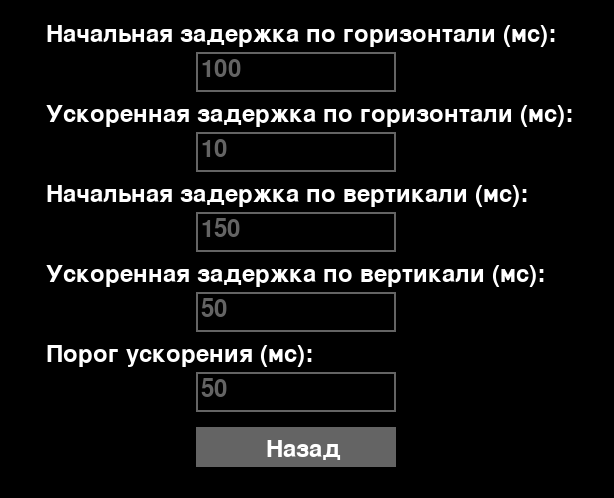 Начальная задержка по горизонтали (мс):
100
Ускоренная задержка по горизонтали (мс):
10
Начальная задержка по вертикали (мс):
150
Ускоренная задержка по вертикали (мс):
50
Порог ускорения (мс):
50
Назад